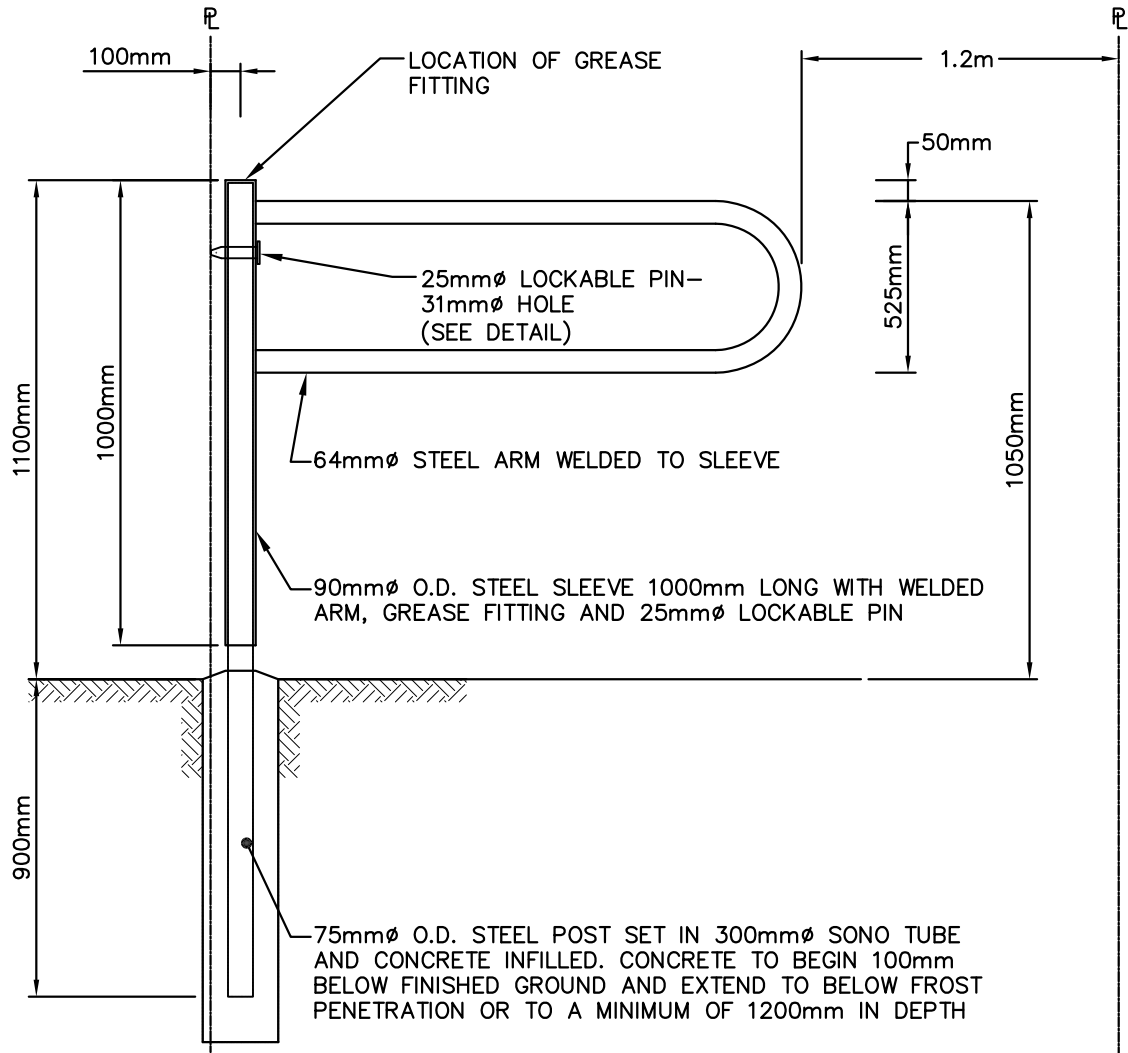 PL
PL
100mm
LOCATION OF GREASE
FITTING
1.2m
50mm
25mmø LOCKABLE PIN-
31mmø HOLE
(SEE DETAIL)
525mm
1100mm
1000mm
1050mm
64mmø STEEL ARM WELDED TO SLEEVE
90mmø O.D. STEEL SLEEVE 1000mm LONG WITH WELDED
ARM, GREASE FITTING AND 25mmø LOCKABLE PIN
900mm
75mmø O.D. STEEL POST SET IN 300mmø SONO TUBE
AND CONCRETE INFILLED. CONCRETE TO BEGIN 100mm
BELOW FINISHED GROUND AND EXTEND TO BELOW FROST
PENETRATION OR TO A MINIMUM OF 1200mm IN DEPTH